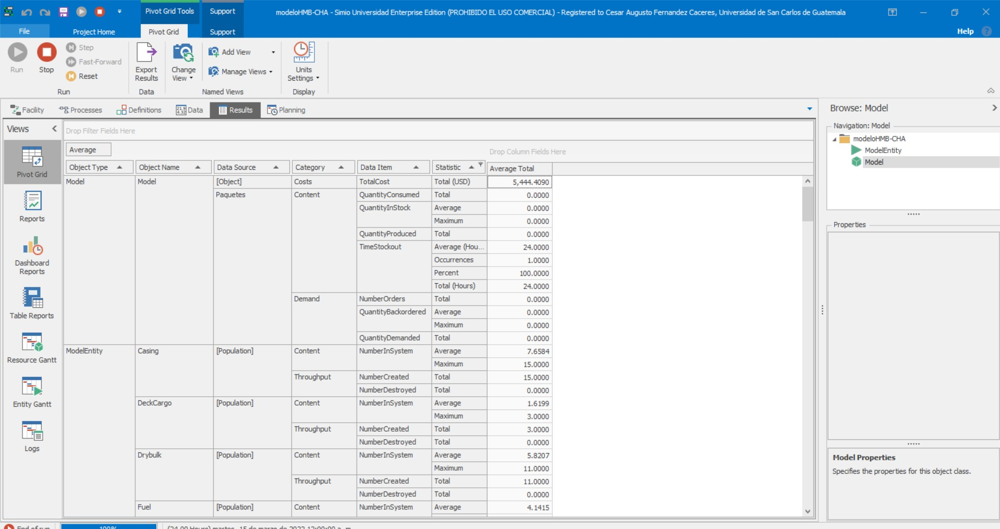 Pivot Grid Tools
Support
modeloHMB-CHA - Simio Universidad Enterprise Edition (PROHIBIDO EL USO COMERCIAL) - Registered to Cesar Augusto Fernandez Caceres, Universidad de San Carlos de Guatemala
File
Project Home
Pivot Grid
Support
Help
?
Run
Stop
Step
Fast-Forward
Reset
Run
Export Results
Data
Change View
Add View
Manage Views
Named Views
Units Settings
Display
Facility
Processes
Definitions
Data
Results
Planning
Views
Pivot Grid
Reports
Dashboard Reports
Table Reports
Resource Gantt
Entity Gantt
Logs
Drop Filter Fields Here
Average
Drop Column Fields Here
Object Type Object Name Data Source Category Data Item Statistic Average Total
Model Model [Object] Costs TotalCost Total (USD) 5,444.4090
Paquetes Content QuantityConsumed Total 0.0000
QuantityInStock Average 0.0000
Maximum 0.0000
QuantityProduced Total 0.0000
TimeStockout Average (Hou... 24.0000
Occurrences 1.0000
Percent 100.0000
Total (Hours) 24.0000
Demand NumberOrders Total 0.0000
QuantityBackordered Average 0.0000
Maximum 0.0000
QuantityDemanded Total 0.0000
ModelEntity Casing [Population] Content NumberInSystem Average 7.6584
Maximum 15.0000
Throughput NumberCreated Total 15.0000
NumberDestroyed Total 0.0000
DeckCargo [Population] Content NumberInSystem Average 1.6199
Maximum 3.0000
Throughput NumberCreated Total 3.0000
NumberDestroyed Total 0.0000
Drybulk [Population] Content NumberInSystem Average 5.8207
Maximum 11.0000
Throughput NumberCreated Total 11.0000
NumberDestroyed Total 0.0000
Fuel [Population] Content NumberInSystem Average 4.1415
Browse: Model
Navigation: Model
modeloHMB-CHA
ModelEntity
Model
Properties
Model Properties
Specifies the properties for this object class.
End of run
100%
(24.00 Hours) martes, 15 de marzo de 2022 12:00:00 a. m.